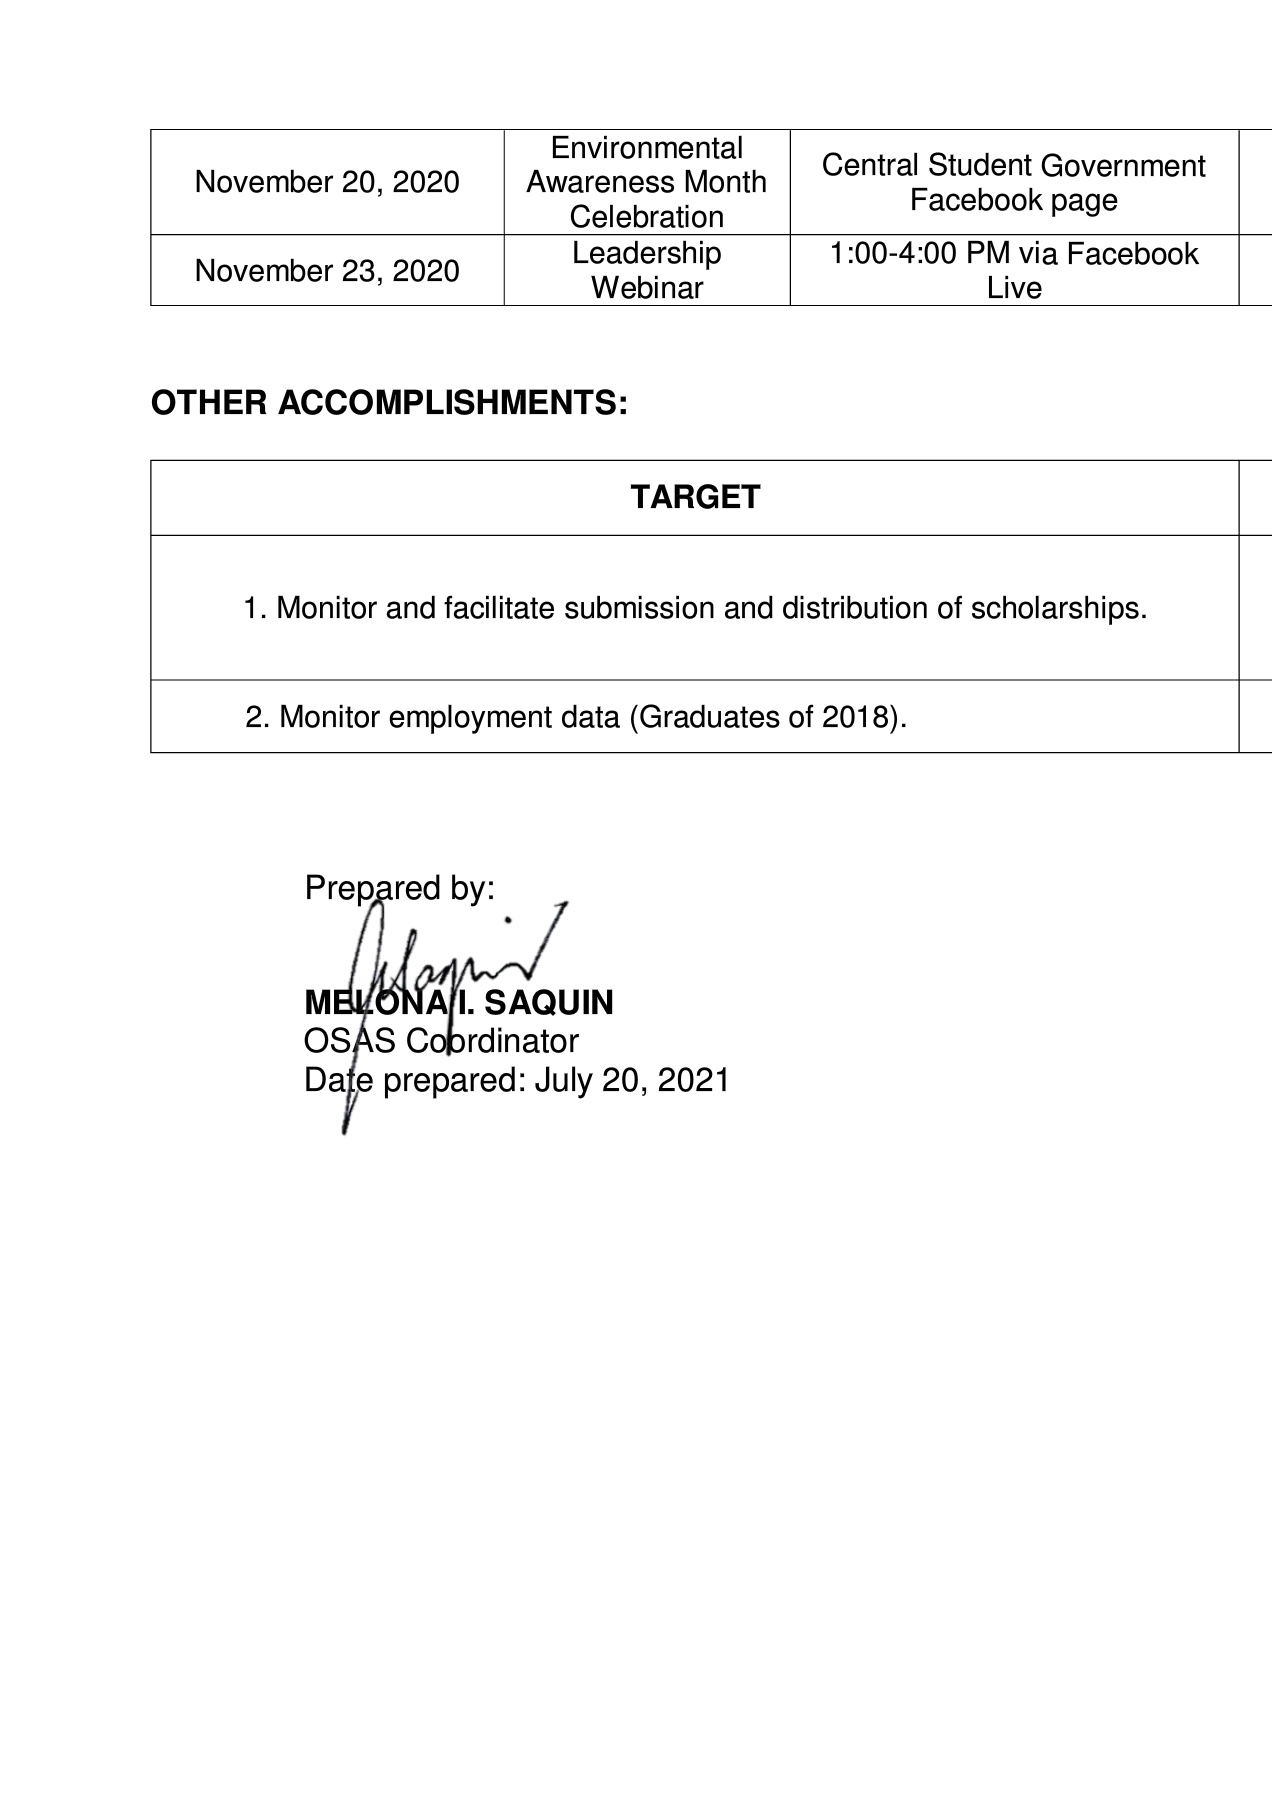 November 20, 2020
Environmental
Awareness Month
Celebration
Central Student Government
Facebook page
November 23, 2020
Leadership
Webinar
1:00-4:00 PM via Facebook
Live
OTHER ACCOMPLISHMENTS:
TARGET
1. Monitor and facilitate submission and distribution of scholarships.
2. Monitor employment data (Graduates of 2018).
Prepared by:
MELONA I. SAQUIN
OSAS Coordinator
Date prepared: July 20, 2021